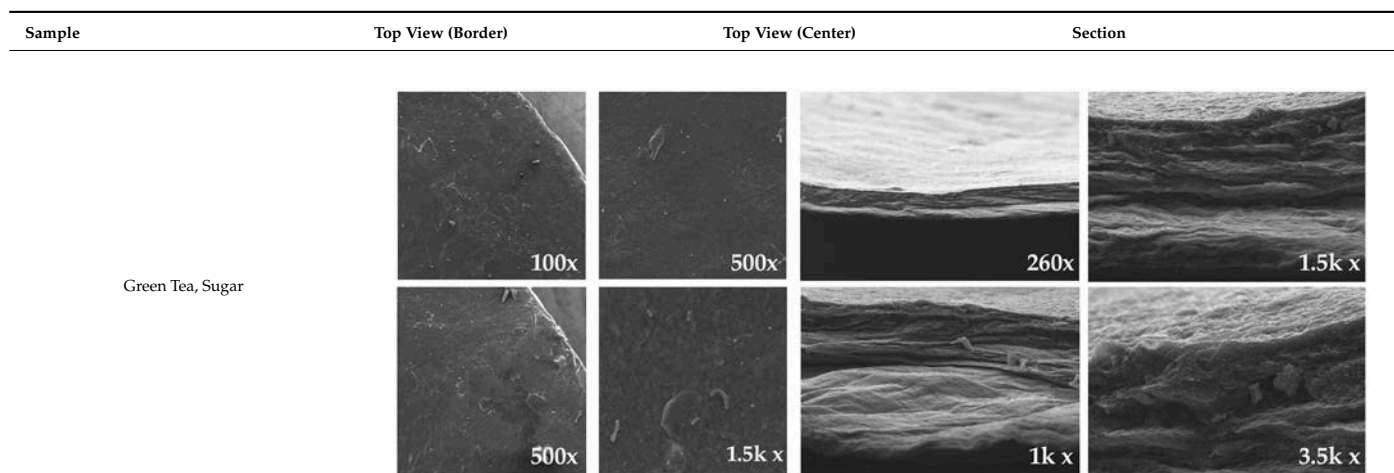 Sample Top View (Border) Top View (Center) Section
100x 500x 260x 1.5k x
Green Tea, Sugar
500x 1.5k x 1k x 3.5k x